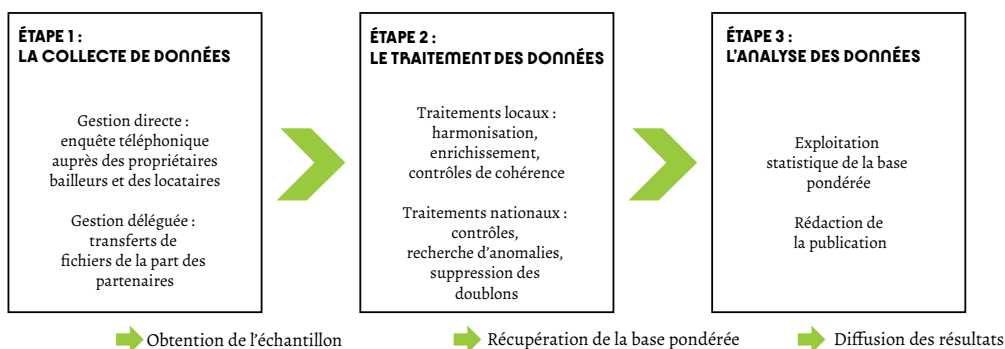 ÉTAPE 1 :
LA COLLECTE DE DONNÉES
Gestion directe :
enquête téléphonique
auprès des propriétaires
bailleurs et des locataires
Gestion déléguée :
transferts de
fichiers de la part des
partenaires
Obtention de l'échantillon
ÉTAPE 2 :
LE TRAITEMENT DES DONNÉES
Traitements locaux :
harmonisation,
enrichissement,
contrôles de cohérence
Traitements nationaux :
contrôles,
recherche d'anomalies,
suppression des
doublons
Récupération de la base pondérée
ÉTAPE 3 :
L'ANALYSE DES DONNÉES
Exploitation
statistique de la base
pondérée
Rédaction de
la publication
Diffusion des résultats